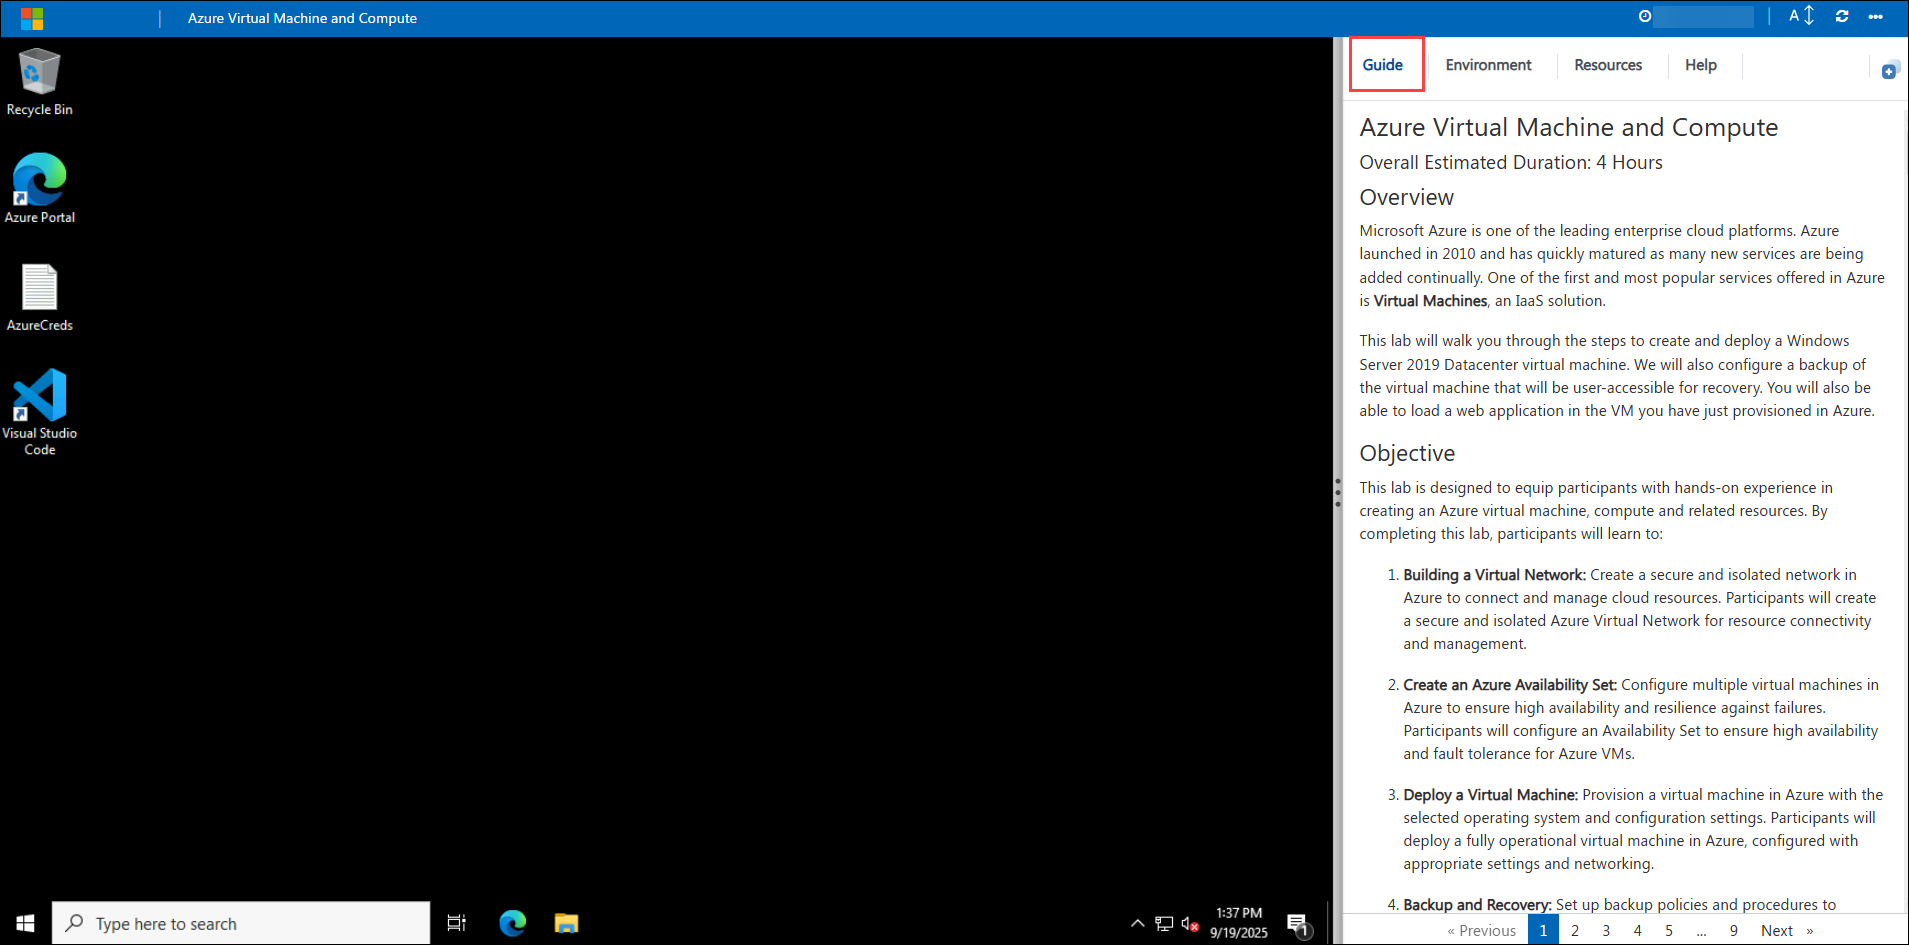 Azure Virtual Machine and Compute
A
Recycle Bin
Azure Portal
AzureCreds
Visual Studio
Code
Guide
Environment
Resources
Help
Azure Virtual Machine and Compute
Overall Estimated Duration: 4 Hours
Overview
Microsoft Azure is one of the leading enterprise cloud platforms. Azure
launched in 2010 and has quickly matured as many new services are being
added continually. One of the first and most popular services offered in Azure
is Virtual Machines, an IaaS solution.
This lab will walk you through the steps to create and deploy a Windows
Server 2019 Datacenter virtual machine. We will also configure a backup of
the virtual machine that will be user-accessible for recovery. You will also be
able to load a web application in the VM you have just provisioned in Azure.
Objective
This lab is designed to equip participants with hands-on experience in
creating an Azure virtual machine, compute and related resources. By
completing this lab, participants will learn to:
1. Building a Virtual Network: Create a secure and isolated network in
Azure to connect and manage cloud resources. Participants will create
a secure and isolated Azure Virtual Network for resource connectivity
and management.
2. Create an Azure Availability Set: Configure multiple virtual machines in
Azure to ensure high availability and resilience against failures.
Participants will configure an Availability Set to ensure high availability
and fault tolerance for Azure VMs.
3. Deploy a Virtual Machine: Provision a virtual machine in Azure with the
selected operating system and configuration settings. Participants will
deploy a fully operational virtual machine in Azure, configured with
appropriate settings and networking.
4. Backup and Recovery: Set up backup policies and procedures to
« Previous 1 2 3 4 5 ... 9 Next »
Type here to search
1:37 PM
9/19/2025
1